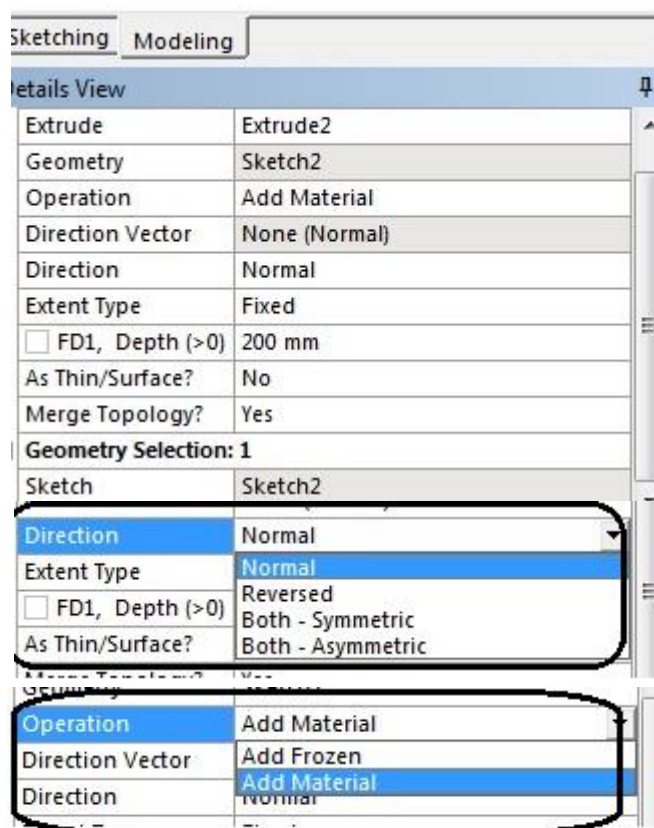 Sketching Modeling
Details View
Extrude Extrude2
Geometry Sketch2
Operation Add Material
Direction Vector None (Normal)
Direction Normal
Extent Type Fixed
FD1, Depth (>0) 200 mm
As Thin/Surface? No
Merge Topology? Yes
Geometry Selection: 1
Sketch Sketch2
Direction Normal
Extent Type Normal
Reversed
FD1, Depth (>0) Both - Symmetric
As Thin/Surface? Both - Asymmetric
Operation Add Material
Direction Vector Add Frozen
Add Material
Direction Normal